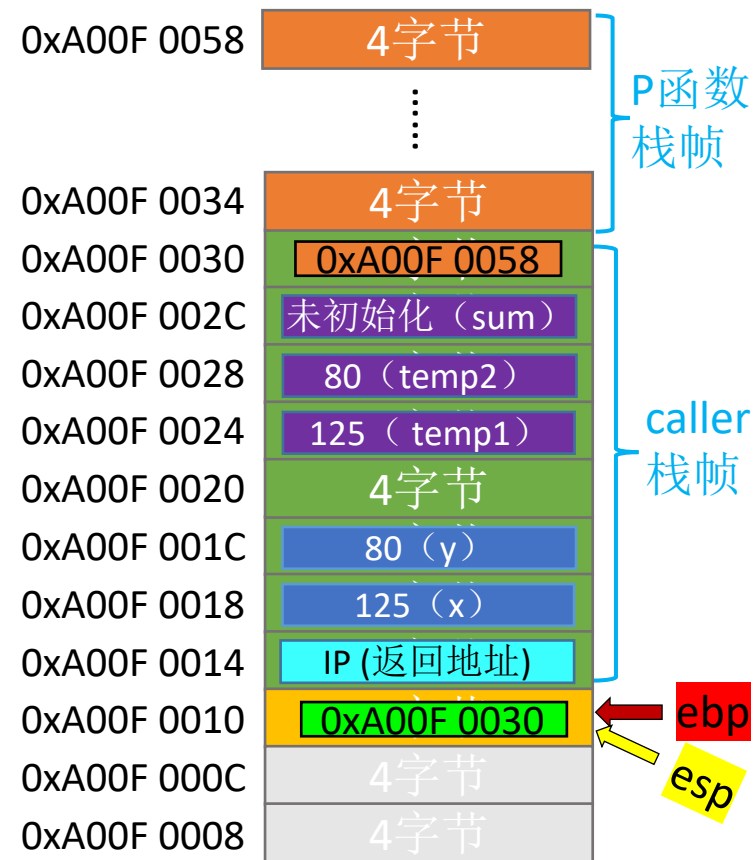 0xA00F 0058 4字节
......
P函数
栈帧
0xA00F 0034 4字节
0xA00F 0030 0xA00F 0058
0xA00F 002C 未初始化（sum）
0xA00F 0028 80（temp2）
0xA00F 0024 125（ temp1）
caller
栈帧
0xA00F 0020 4字节
0xA00F 001C 80（y）
0xA00F 0018 125（x）
0xA00F 0014 IP (返回地址)
0xA00F 0010 0xA00F 0030 ebp
esp
0xA00F 000C 4字节
0xA00F 0008 4字节